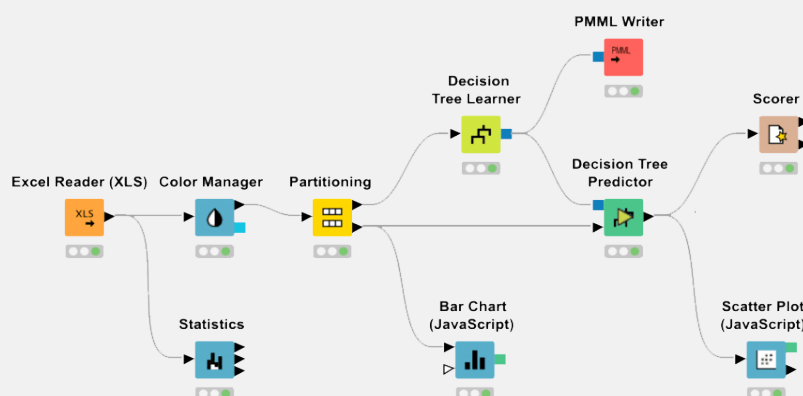 PMML Writer
PMML
Decision
Tree Learner
Scorer
Decision Tree
Predictor
Excel Reader (XLS)
Color Manager
Partitioning
XLS
Statistics
Bar Chart
(JavaScript)
Scatter Plot
(JavaScript)